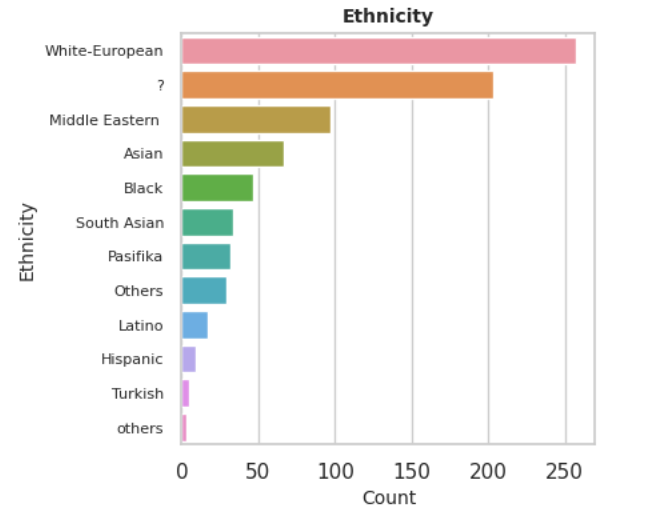 Ethnicity
White-European
?
Middle Eastern
Asian
Black
South Asian
Pasifika
Others
Latino
Hispanic
Turkish
others
Ethnicity
0 50 100 150 200 250
Count